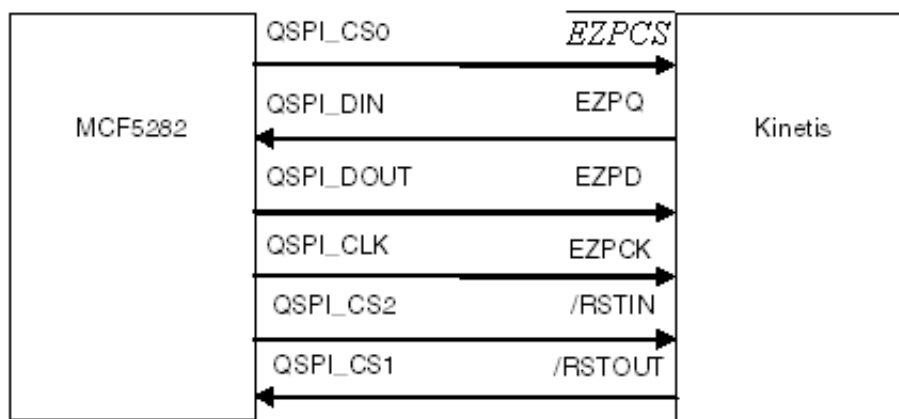 QSPI_CS0 EZPCS
QSPI_DIN EZPQ
MCF5282 Kinetis
QSPI_DOUT EZPD
QSPI_CLK EZPCK
QSPI_CS2 /RSTIN
QSPI_CS1 /RSTOUT